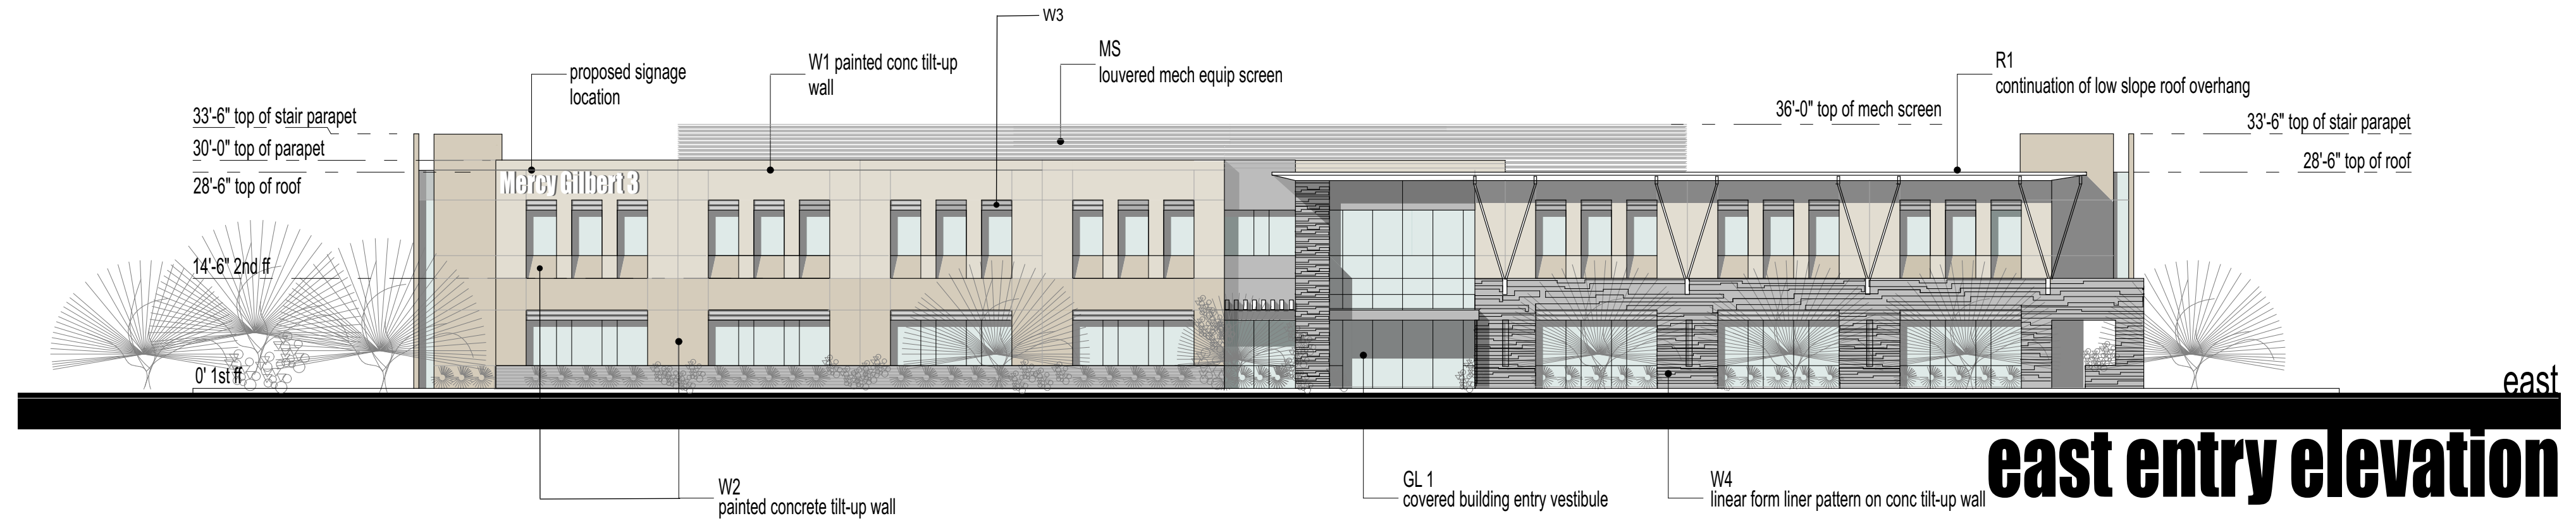 W3
MS
louvered mech equip screen
W1 painted conc tilt-up
wall
proposed signage
location
R1
continuation of low slope roof overhang
33'-6" top of stair parapet
30'-0" top of parapet
28'-6" top of roof
36'-0" top of mech screen
33'-6" top of stair parapet
28'-6" top of roof
Mercy Gilbert 3
14'-6" 2nd ff
0' 1st ff
east
east entry elevation
W2
painted concrete tilt-up wall
GL 1
covered building entry vestibule
W4
linear form liner pattern on conc tilt-up wall